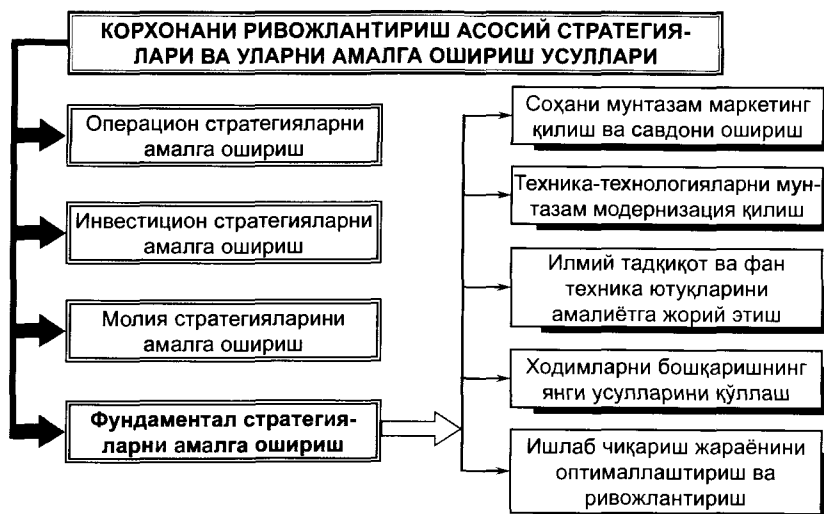 КОРХОНАНИ РИВОЖЛАНТИРИШ АСОСИЙ СТРАТЕГИЯ-
ЛАРИ ВА УЛАРНИ АМАЛГА ОШИРИШ УСУЛЛАРИ
Операцион стратегияларни
амалга ошириш
Инвестицион стратегияларни
амалга ошириш
Молия стратегияларини
амалга ошириш
Фундаментал стратегия-
ларни амалга ошириш
Соҳани мунтазам маркетинг
қилиш ва савдони ошириш
Техника-технологияларни мун-
тазам модернизация қилиш
Илмий тадқиқот ва фан
техника ютуқларини
амалиётга жорий этиш
Ходимларни бошқаришнинг
янги усулларини қўллаш
Ишлаб чиқариш жараёнини
оптималлаштириш ва
ривожлантириш